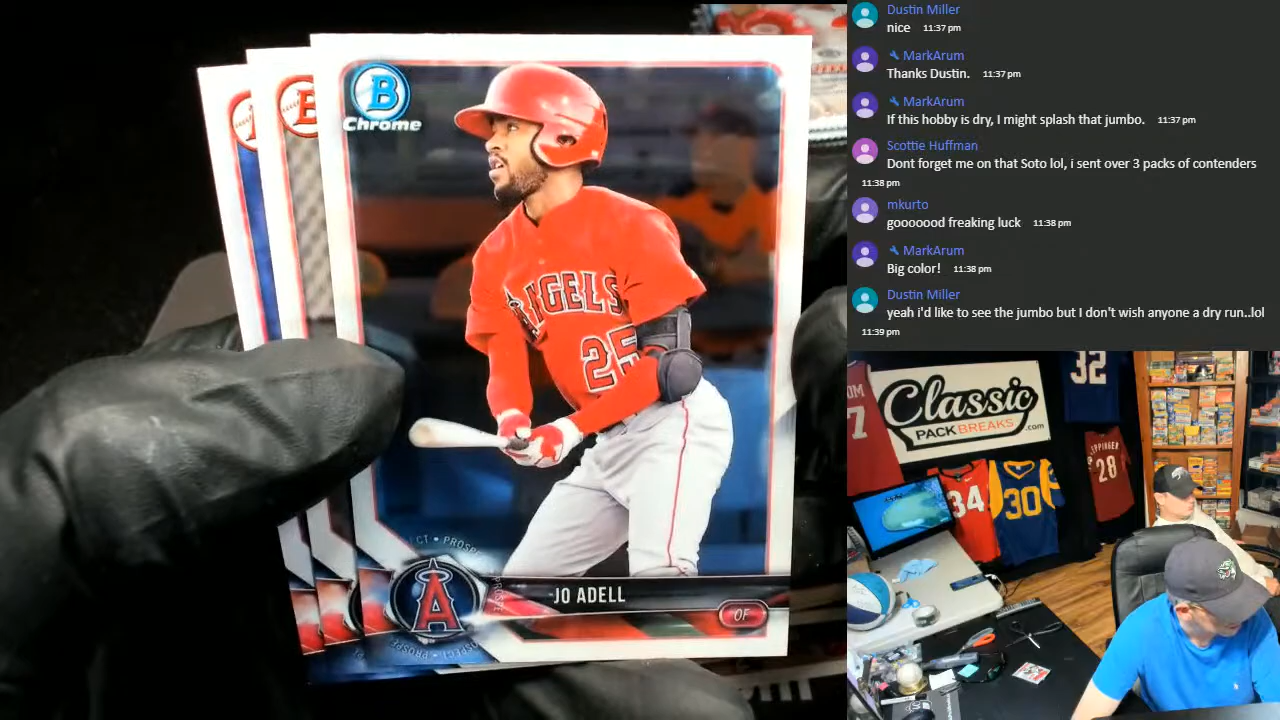 B
Chrome
ANGELS
25
PROSPECT
A
JO ADELL
OF
Dustin Miller
nice 11:37 pm
MarkArum
Thanks Dustin. 11:37 pm
MarkArum
If this hobby is dry, I might splash that jumbo. 11:37 pm
Scottie Huffman
Dont forget me on that Soto lol, i sent over 3 packs of contenders
11:38 pm
mkurto
gooooood freaking luck 11:38 pm
MarkArum
Big color! 11:38 pm
Dustin Miller
yeah i'd like to see the jumbo but I don't wish anyone a dry run..lol
11:39 pm
32
7
Classic
PACK BREAKS.com
34
30
28